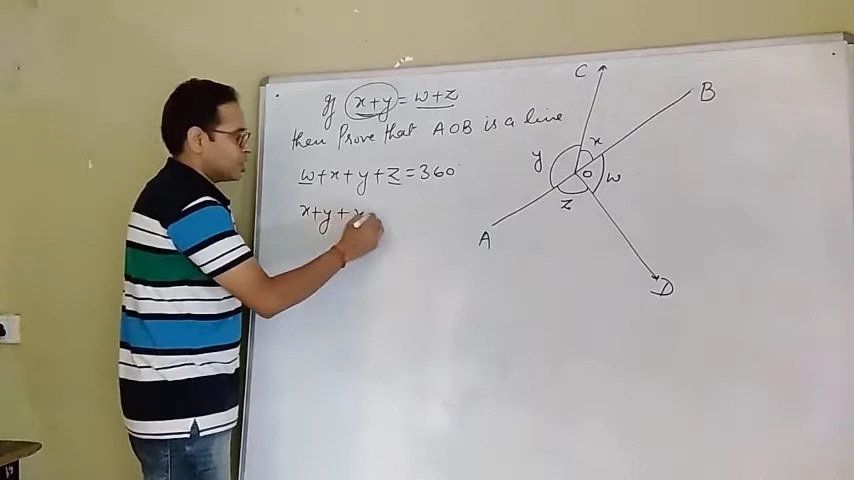 If x+y = w+z
then Prove that AOB is a line
w+x+y+z = 360°
x+y+x
C
B
x
y
O
w
z
A
D